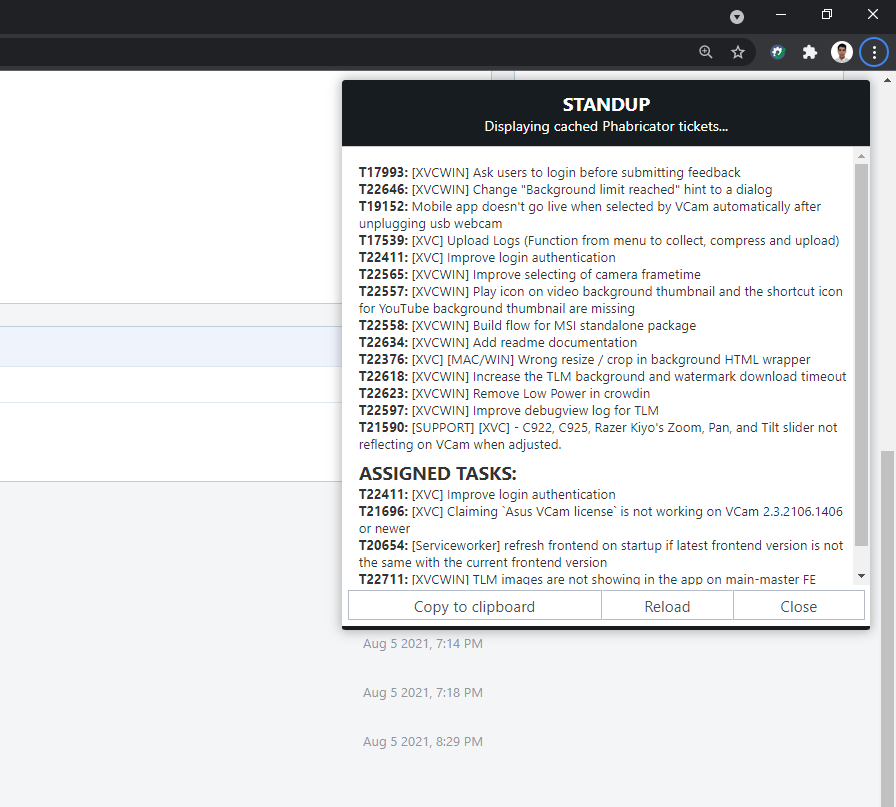 STANDUP
Displaying cached Phabricator tickets...
T17993: [XVCWIN] Ask users to login before submitting feedback
T22646: [XVCWIN] Change "Background limit reached" hint to a dialog
T19152: Mobile app doesn't go live when selected by VCam automatically after
unplugging usb webcam
T17539: [XVC] Upload Logs (Function from menu to collect, compress and upload)
T22411: [XVC] Improve login authentication
T22565: [XVCWIN] Improve selecting of camera frametime
T22557: [XVCWIN] Play icon on video background thumbnail and the shortcut icon
for YouTube background thumbnail are missing
T22558: [XVCWIN] Build flow for MSI standalone package
T22634: [XVCWIN] Add readme documentation
T22376: [XVC] [MAC/WIN] Wrong resize / crop in background HTML wrapper
T22618: [XVCWIN] Increase the TLM background and watermark download timeout
T22623: [XVCWIN] Remove Low Power in crowdin
T22597: [XVCWIN] Improve debugview log for TLM
T21590: [SUPPORT] [XVC] - C922, C925, Razer Kiyo's Zoom, Pan, and Tilt slider not
reflecting on VCam when adjusted.
ASSIGNED TASKS:
T22411: [XVC] Improve login authentication
T21696: [XVC] Claiming `Asus VCam license` is not working on VCam 2.3.2106.1406
or newer
T20654: [Serviceworker] refresh frontend on startup if latest frontend version is not
the same with the current frontend version
T22711: [XVCWIN] TLM images are not showing in the app on main-master FE
Copy to clipboard
Reload
Close
Aug 5 2021, 7:14 PM
Aug 5 2021, 7:18 PM
Aug 5 2021, 8:29 PM